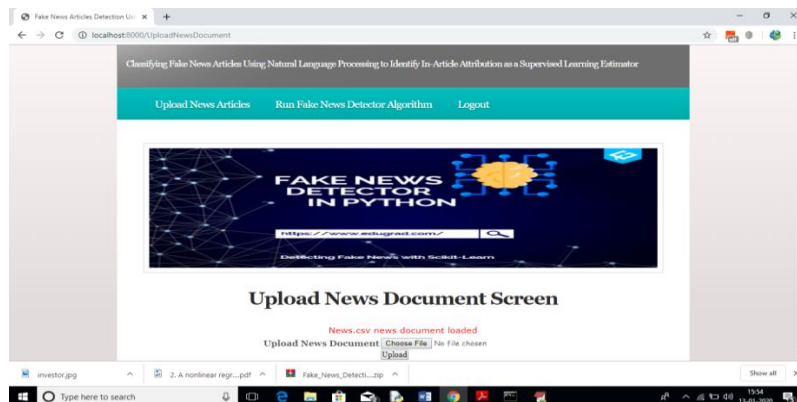 Fake News Articles Detection Us
localhost:8000/UploadNewsDocument
Classifying Fake News Articles Using Natural Language Processing to Identify In-Article Attribution as a Supervised Learning Estimator
Upload News Articles Run Fake News Detector Algorithm Logout
FAKE NEWS
DETECTOR
IN PYTHON
https://www.edugrad.com/
Detecting Fake News with Scikit-Learn
Upload News Document Screen
News.csv news document loaded
Upload News Document Choose File No file chosen
Upload
investor.jpg 2. A nonlinear regr....pdf Fake_News_Detecti....zip Show all
Type here to search 15:54
13-01-2020